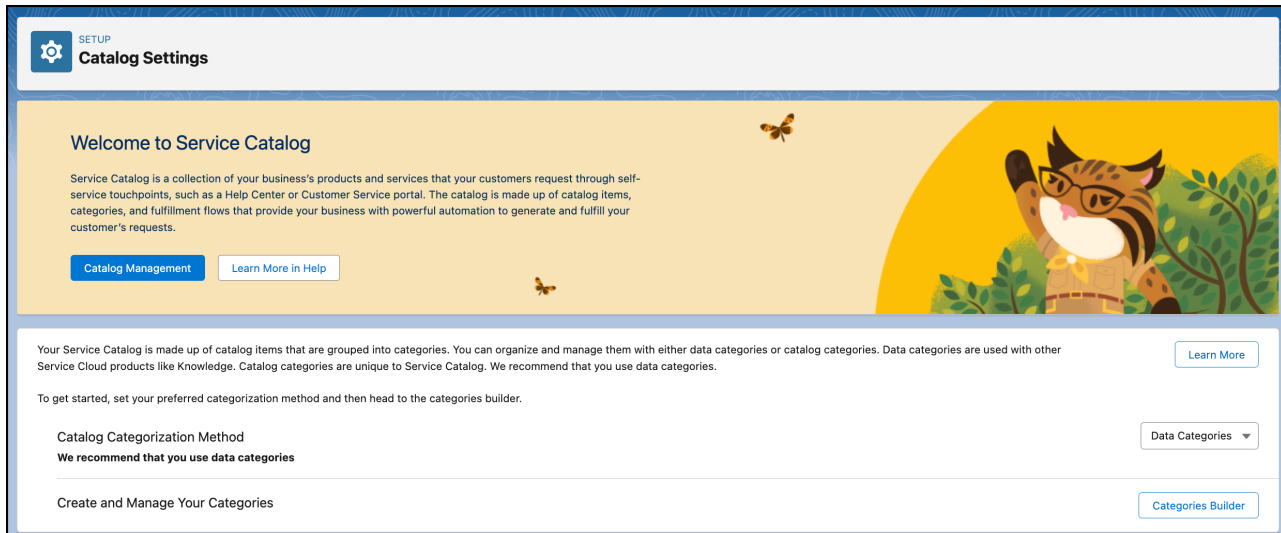 SETUP
Catalog Settings
Welcome to Service Catalog
Service Catalog is a collection of your business's products and services that your customers request through self-
service touchpoints, such as a Help Center or Customer Service portal. The catalog is made up of catalog items,
categories, and fulfillment flows that provide your business with powerful automation to generate and fulfill your
customer's requests.
Catalog Management
Learn More in Help
Your Service Catalog is made up of catalog items that are grouped into categories. You can organize and manage them with either data categories or catalog categories. Data categories are used with other
Service Cloud products like Knowledge. Catalog categories are unique to Service Catalog. We recommend that you use data categories.
Learn More
To get started, set your preferred categorization method and then head to the categories builder.
Catalog Categorization Method
We recommend that you use data categories
Data Categories
Create and Manage Your Categories
Categories Builder